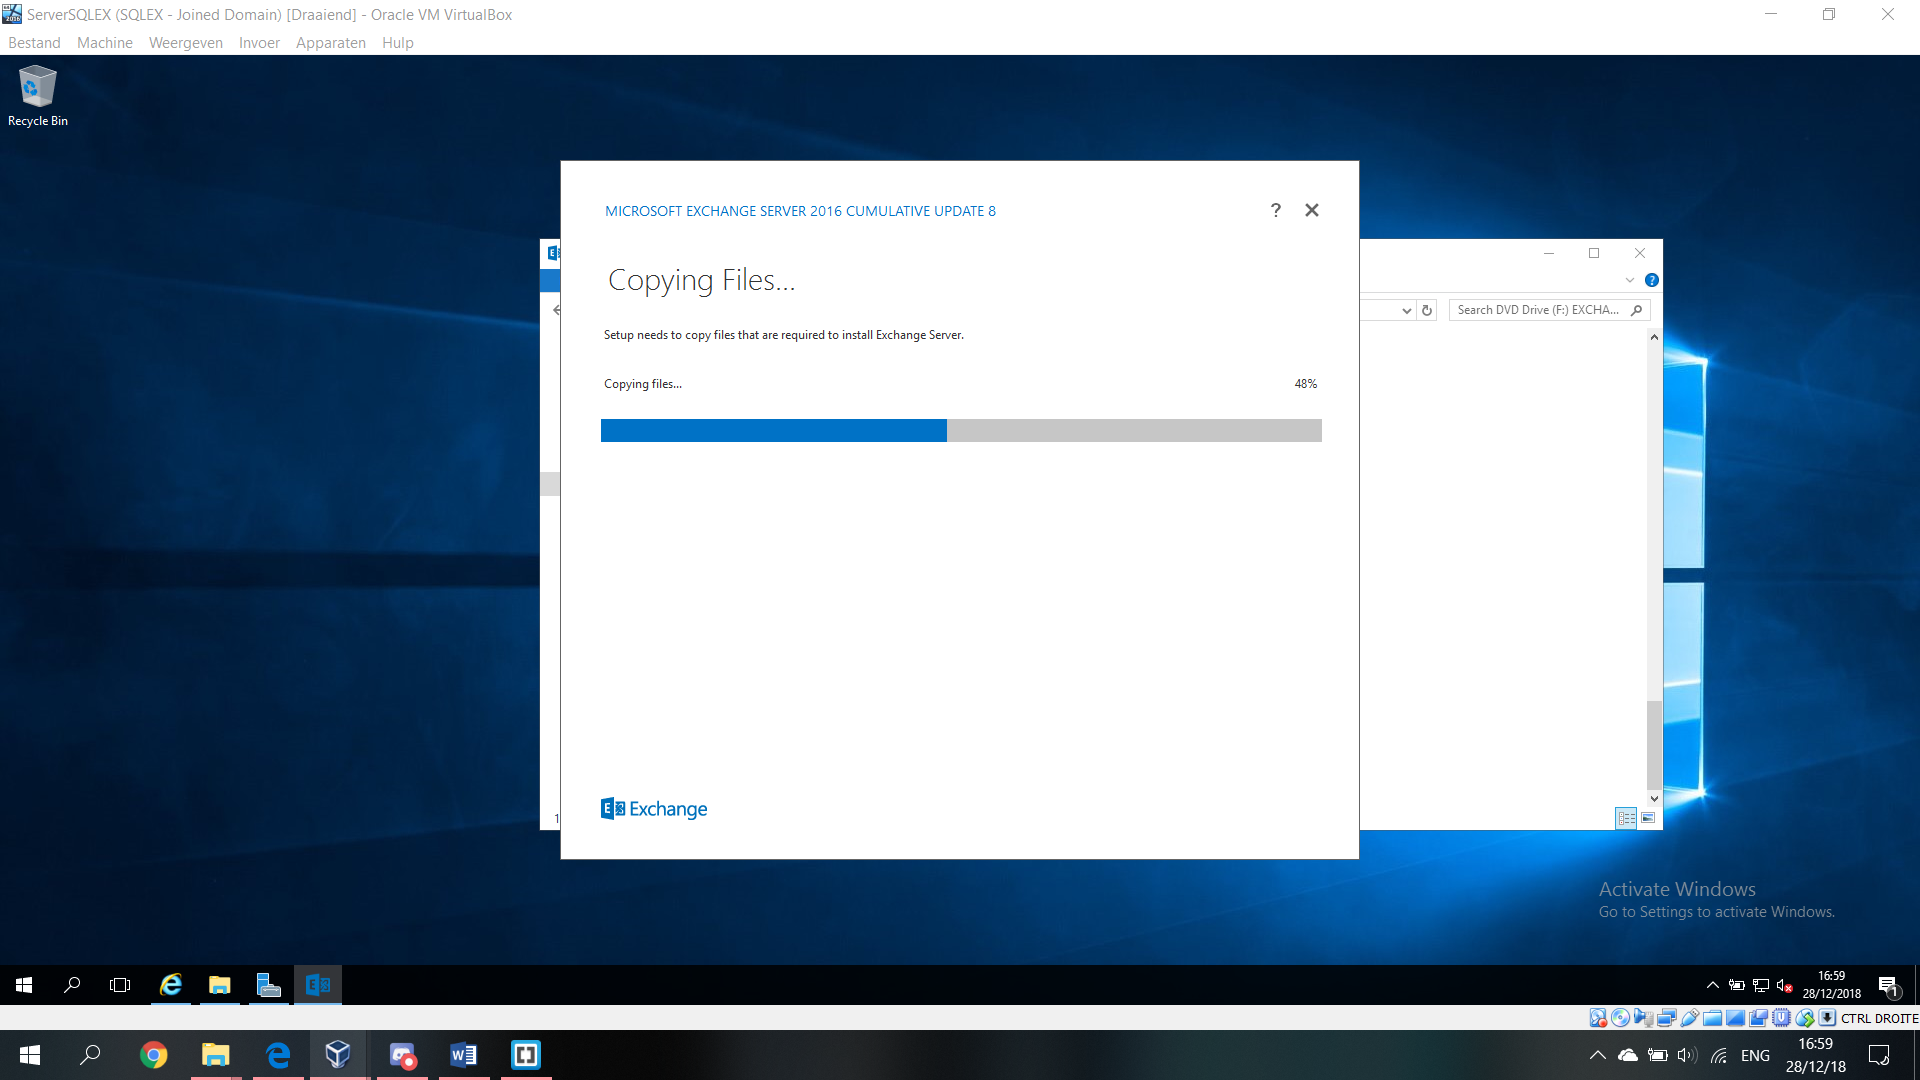 ServerSQLEX (SQLEX - Joined Domain) [Draaiend] - Oracle VM VirtualBox
Bestand Machine Weergeven Invoer Apparaten Hulp
Recycle Bin
MICROSOFT EXCHANGE SERVER 2016 CUMULATIVE UPDATE 8
? ✕
Copying Files...
Search DVD Drive (F:) EXCHA...
Setup needs to copy files that are required to install Exchange Server.
Copying files... 48%
Exchange
1
Activate Windows
Go to Settings to activate Windows.
16:59
28/12/2018
1
CTRL DROITE
ENG
16:59
28/12/18